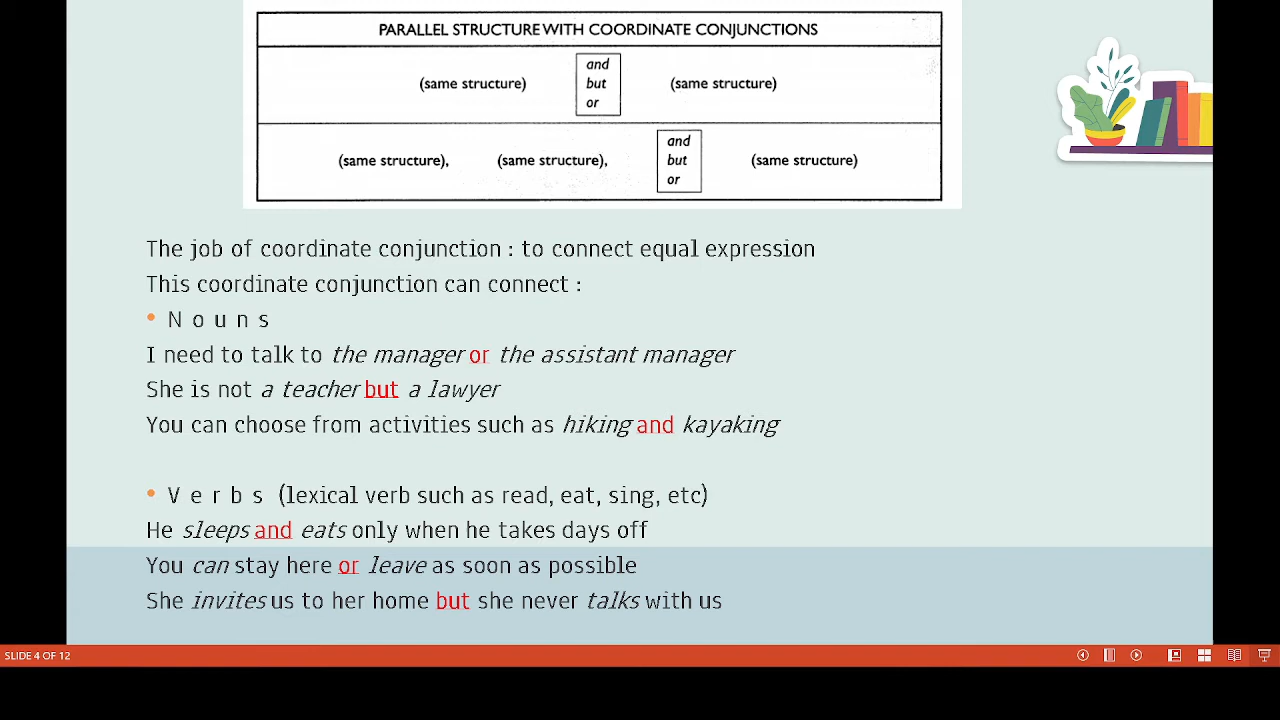 PARALLEL STRUCTURE WITH COORDINATE CONJUNCTIONS
and
(same structure) but (same structure)
or
and
(same structure), (same structure), but (same structure)
or
The job of coordinate conjunction : to connect equal expression
This coordinate conjunction can connect :
• N o u n s
I need to talk to the manager or the assistant manager
She is not a teacher but a lawyer
You can choose from activities such as hiking and kayaking
• V e r b s (lexical verb such as read, eat, sing, etc)
He sleeps and eats only when he takes days off
You can stay here or leave as soon as possible
She invites us to her home but she never talks with us
SLIDE 4 OF 12